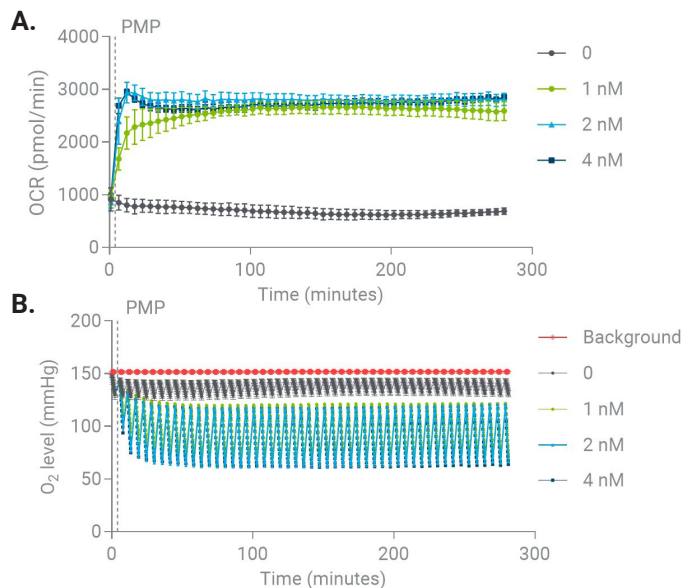 A.
PMP
4000
3000
2000
1000
0
OCR (pmol/min)
0
100
200
300
Time (minutes)
0
1 nM
2 nM
4 nM
B.
PMP
200
150
100
50
0
O₂ level (mmHg)
0
100
200
300
Time (minutes)
Background
0
1 nM
2 nM
4 nM